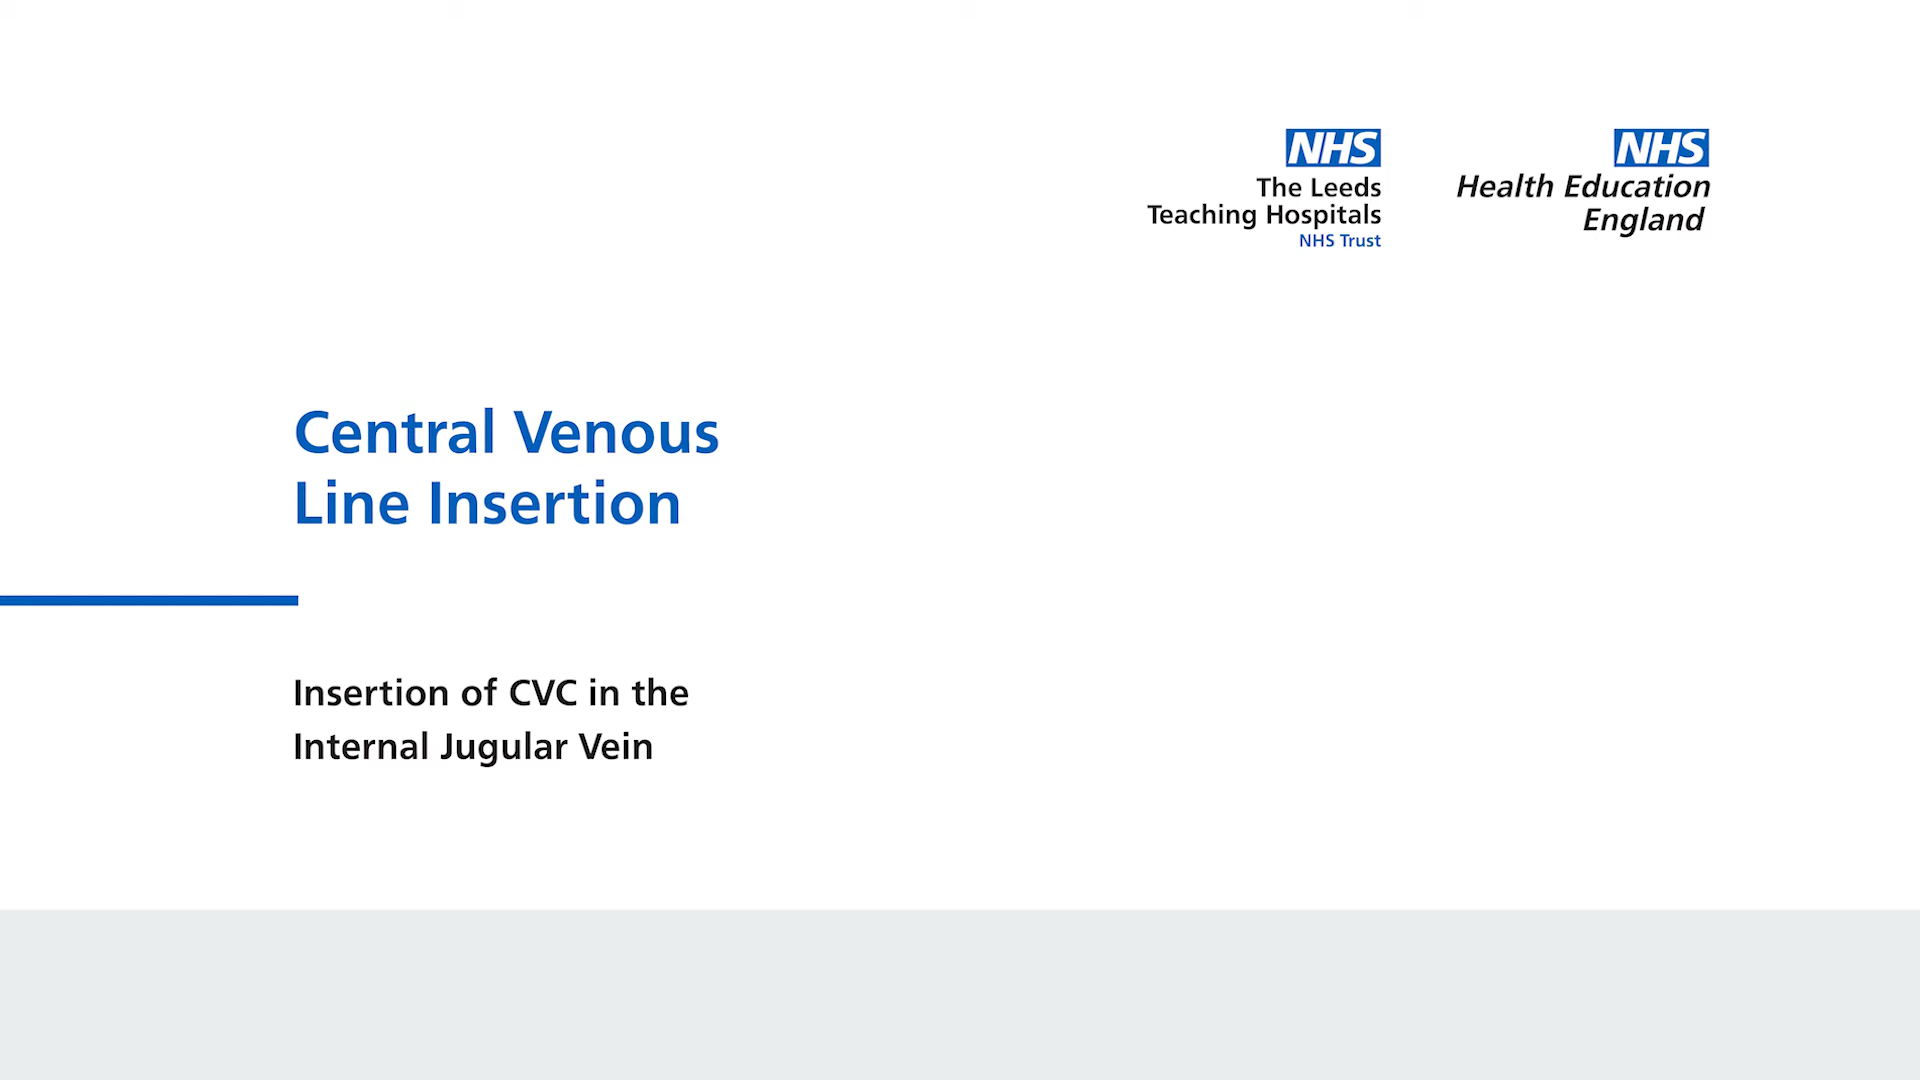 NHS
The Leeds
Teaching Hospitals
NHS Trust
NHS
Health Education
England
Central Venous
Line Insertion
Insertion of CVC in the
Internal Jugular Vein